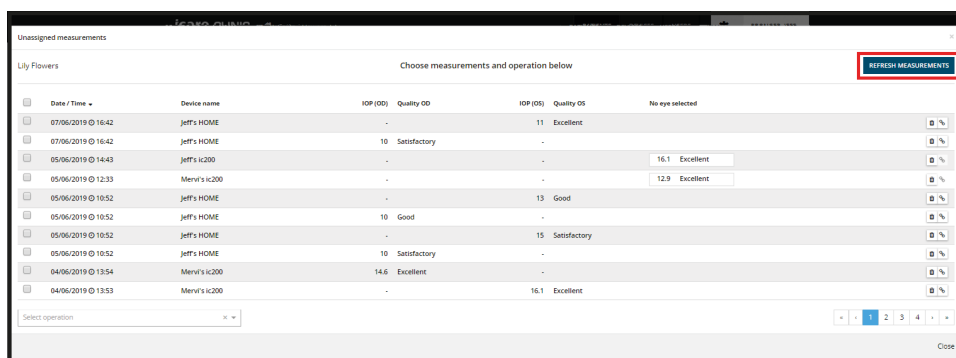 Unassigned measurements ×
Lily Flowers Choose measurements and operation below REFRESH MEASUREMENTS
Date / Time Device name IOP (OD) Quality OD IOP (OS) Quality OS No eye selected
07/06/2019 16:42 Jeff's HOME - 11 Excellent
07/06/2019 16:42 Jeff's HOME 10 Satisfactory -
05/06/2019 14:43 Jeff's ic200 - - 16.1 Excellent
05/06/2019 12:33 Mervi's ic200 - - 12.9 Excellent
05/06/2019 10:52 Jeff's HOME - 13 Good
05/06/2019 10:52 Jeff's HOME 10 Good -
05/06/2019 10:52 Jeff's HOME - 15 Satisfactory
05/06/2019 10:52 Jeff's HOME 10 Satisfactory -
04/06/2019 13:54 Mervi's ic200 14.6 Excellent -
04/06/2019 13:53 Mervi's ic200 - 16.1 Excellent
Select operation × « ‹ 1 2 3 4 › »
Close